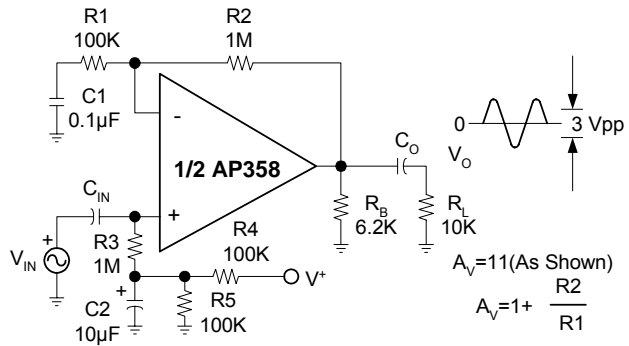 R1
100K
R2
1M
C1
0.1µF
-
1/2 AP358
+
C_IN
V_IN
+
R3
1M
R4
100K
V⁺
+
C2
10µF
R5
100K
C_O
R_B
6.2K
R_L
10K
0
V_O
3 Vpp
A_V=11(As Shown)
A_V=1+ R2
R1